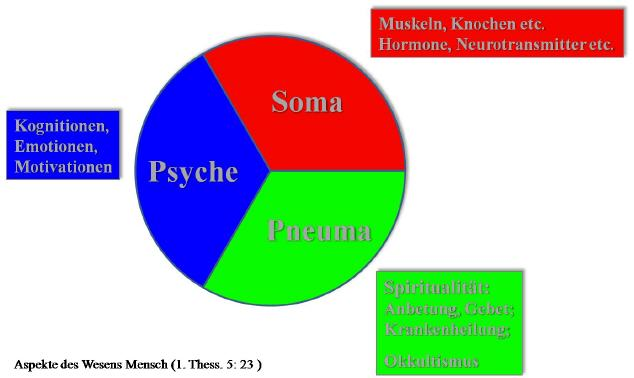 Muskeln, Knochen etc.
Hormone, Neurotransmitter etc.
Soma
Kognitionen,
Emotionen,
Motivationen
Psyche
Pneuma
Spiritualität:
Anbetung, Gebet;
Krankenheilung;
Okkultismus
Aspekte des Wesens Mensch (1. Thess. 5: 23 )